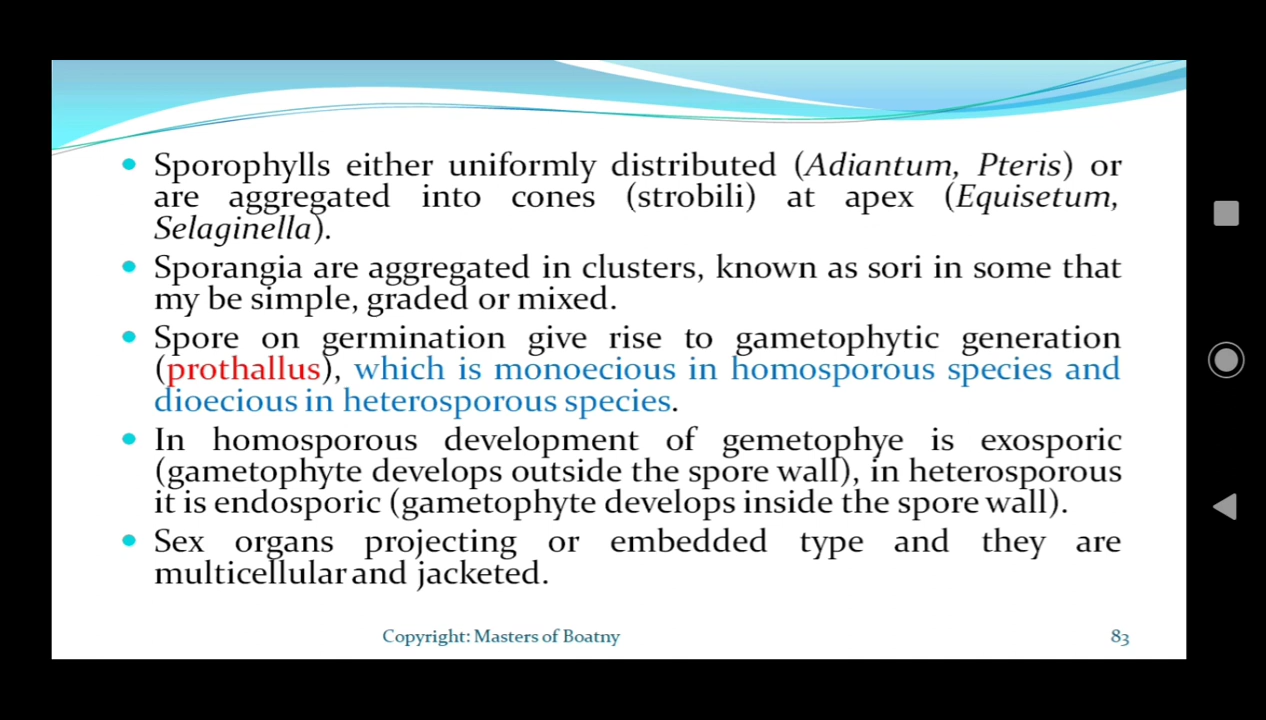 Sporophylls either uniformly distributed (Adiantum, Pteris) or
are aggregated into cones (strobili) at apex (Equisetum,
Selaginella).
Sporangia are aggregated in clusters, known as sori in some that
my be simple, graded or mixed.
Spore on germination give rise to gametophytic generation
(prothallus), which is monoecious in homosporous species and
dioecious in heterosporous species.
In homosporous development of gemetophye is exosporic
(gametophyte develops outside the spore wall), in heterosporous
it is endosporic (gametophyte develops inside the spore wall).
Sex organs projecting or embedded type and they are
multicellular and jacketed.
Copyright: Masters of Boatny
83